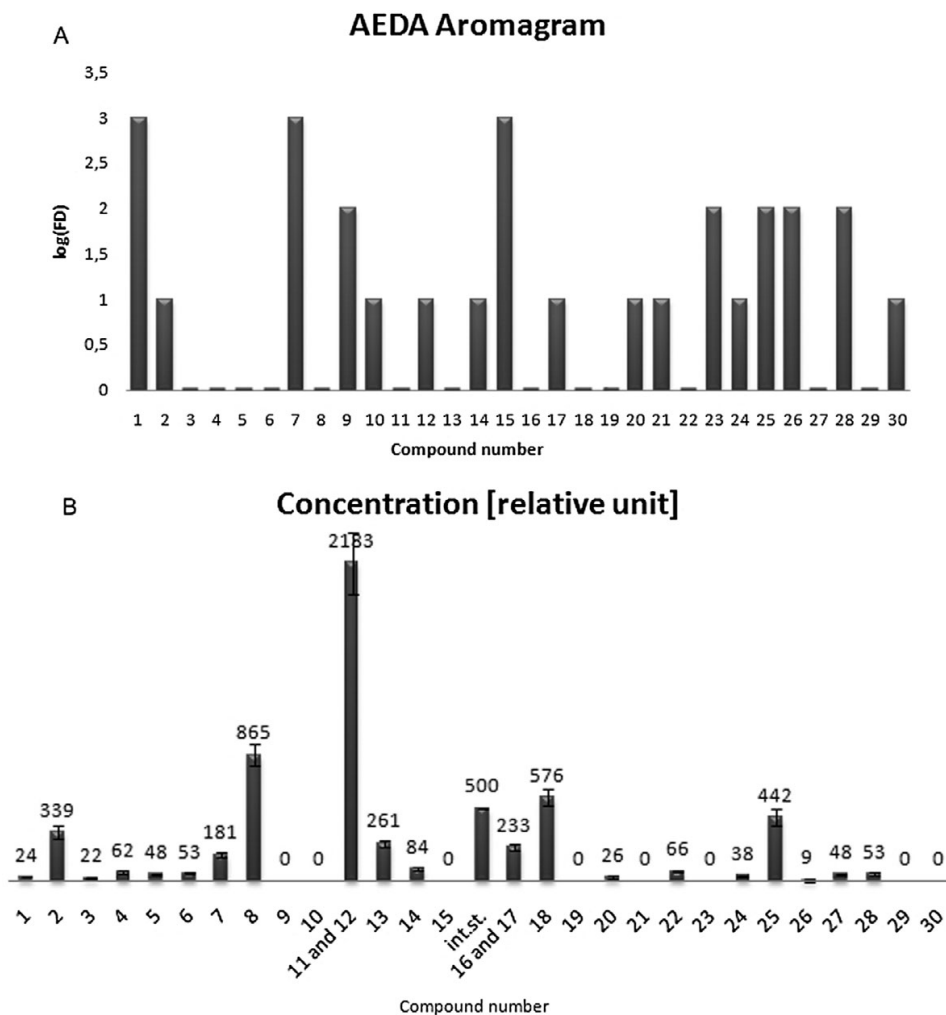 A
AEDA Aromagram
3,5
3
2,5
2
1,5
1
0,5
0
log(FD)
1 2 3 4 5 6 7 8 9 10 11 12 13 14 15 16 17 18 19 20 21 22 23 24 25 26 27 28 29 30
Compound number
B
Concentration [relative unit]
24 339 22 62 48 53 181 865 0 0 2183 261 84 0 500 233 576 0 26 0 66 0 38 442 9 48 53 0 0
1 2 3 4 5 6 7 8 9 10 11 and 12 13 14 15 int.st. 16 and 17 18 19 20 21 22 23 24 25 26 27 28 29 30
Compound number